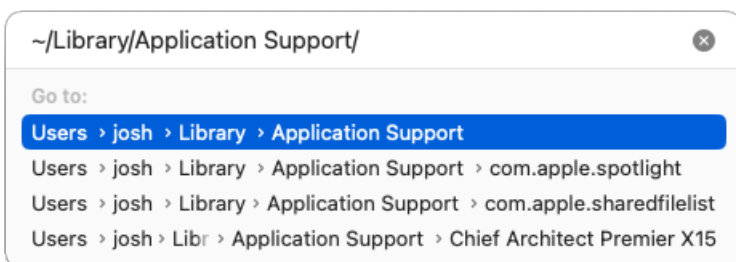 ~/Library/Application Support/
Go to:
Users › josh › Library › Application Support
Users › josh › Library › Application Support › com.apple.spotlight
Users › josh › Library › Application Support › com.apple.sharedfilelist
Users › josh › Libr › Application Support › Chief Architect Premier X15